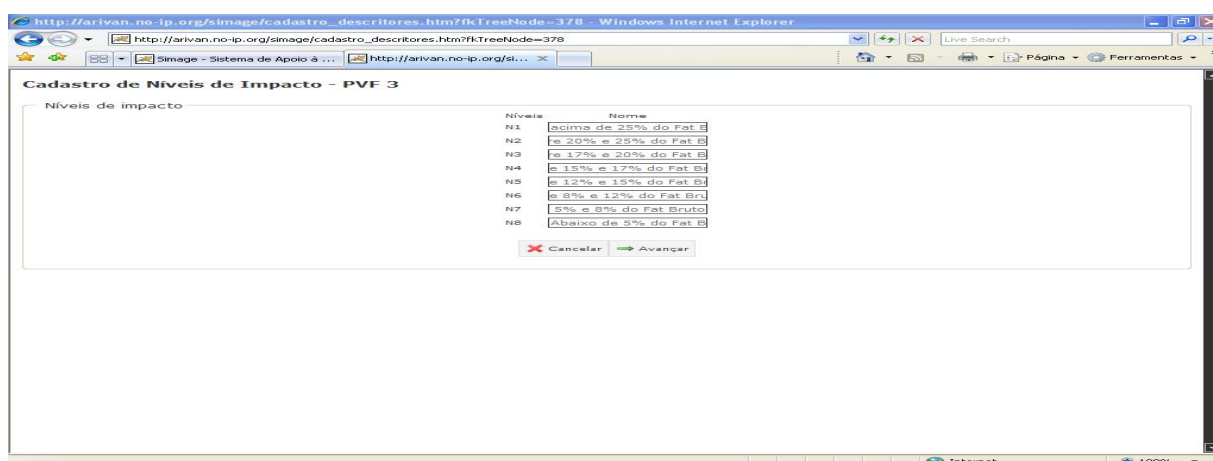 http://arivan.no-ip.org/simage/cadastro_descritores.htm?fkTreeNode=378 - Windows Internet Explorer
http://arivan.no-ip.org/simage/cadastro_descritores.htm?fkTreeNode=378 Live Search
Simage - Sistema de Apoio à ... http://arivan.no-ip.org/si... Página Ferramentas
Cadastro de Níveis de Impacto - PVF 3
Níveis de impacto
Níveis Nome
N1 acima de 25% do Fat B
N2 re 20% e 25% do Fat B
N3 re 17% e 20% do Fat B
N4 e 15% e 17% do Fat Br
N5 e 12% e 15% do Fat Br
N6 e 8% e 12% do Fat Bru
N7 5% e 8% do Fat Bruto
N8 Abaixo de 5% do Fat B
Cancelar Avançar